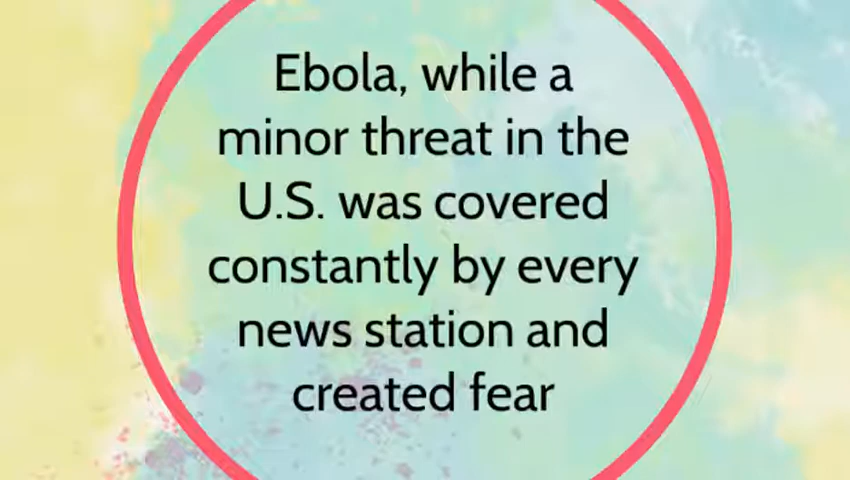 Ebola, while a
minor threat in the
U.S. was covered
constantly by every
news station and
created fear